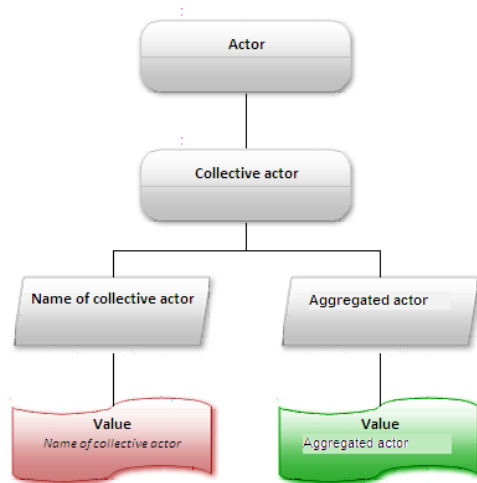 :
Actor
:
Collective actor
Name of collective actor
Aggregated actor
Value
Name of collective actor
Value
Aggregated actor